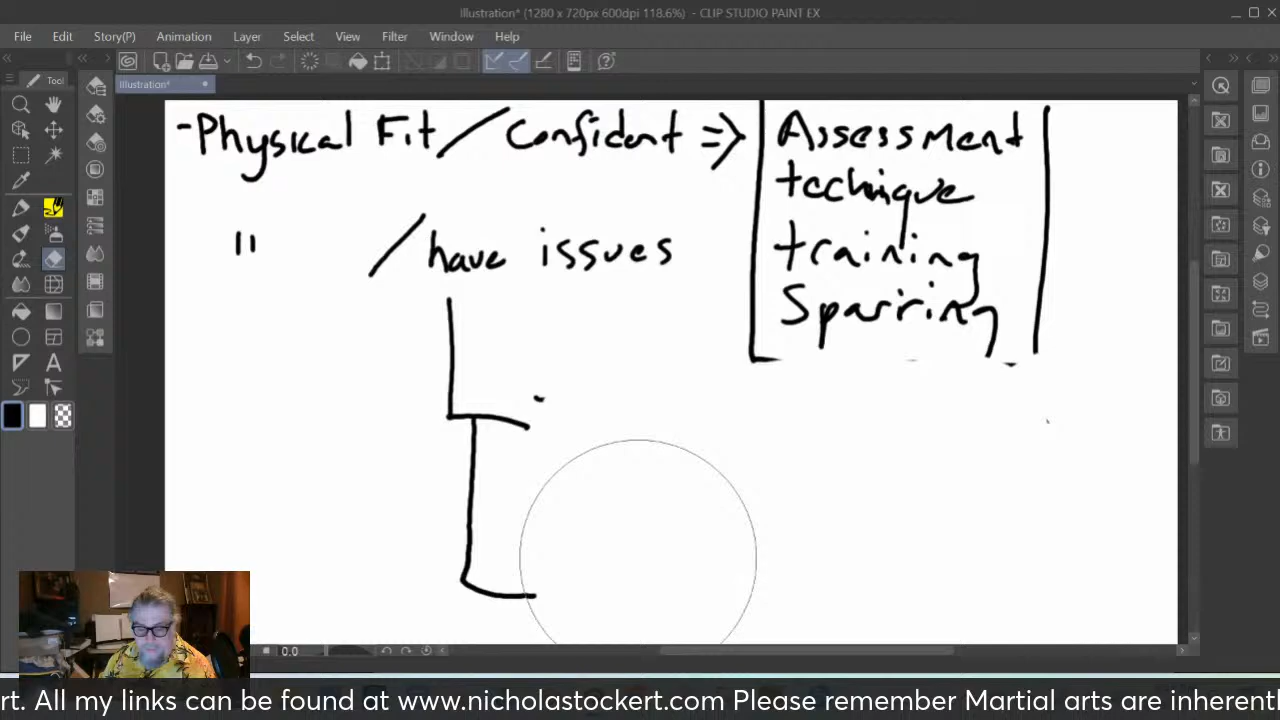 Illustration* (1280 x 720px 600dpi 118.6%) - CLIP STUDIO PAINT EX
File Edit Story(P) Animation Layer Select View Filter Window Help
Tool
Illustration*
-Physical Fit / Confident => Assessment
technique
" / have issues
training
Sparring
0.0
rt. All my links can be found at www.nicholastockert.com Please remember Martial arts are inherent